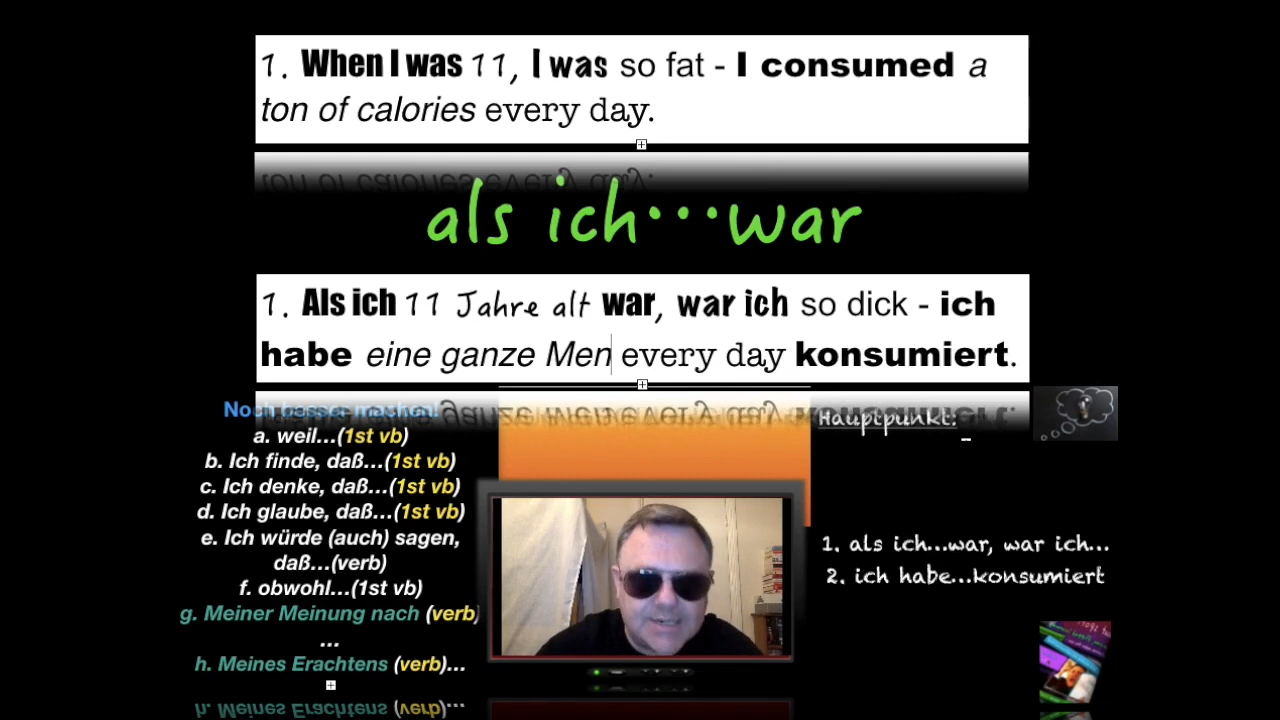 1. When I was 11, I was so fat - I consumed a
ton of calories every day.
als ich...war
1. Als ich 11 Jahre alt war, war ich so dick - ich
habe eine ganze Men every day konsumiert.
Noch besser machen!
a. weil...(1st vb)
b. Ich finde, daß...(1st vb)
c. Ich denke, daß...(1st vb)
d. Ich glaube, daß...(1st vb)
e. Ich würde (auch) sagen,
daß...(verb)
f. obwohl...(1st vb)
g. Meiner Meinung nach (verb)
...
h. Meines Erachtens (verb)...
Hauptpunkt:
1. als ich...war, war ich...
2. ich habe...konsumiert